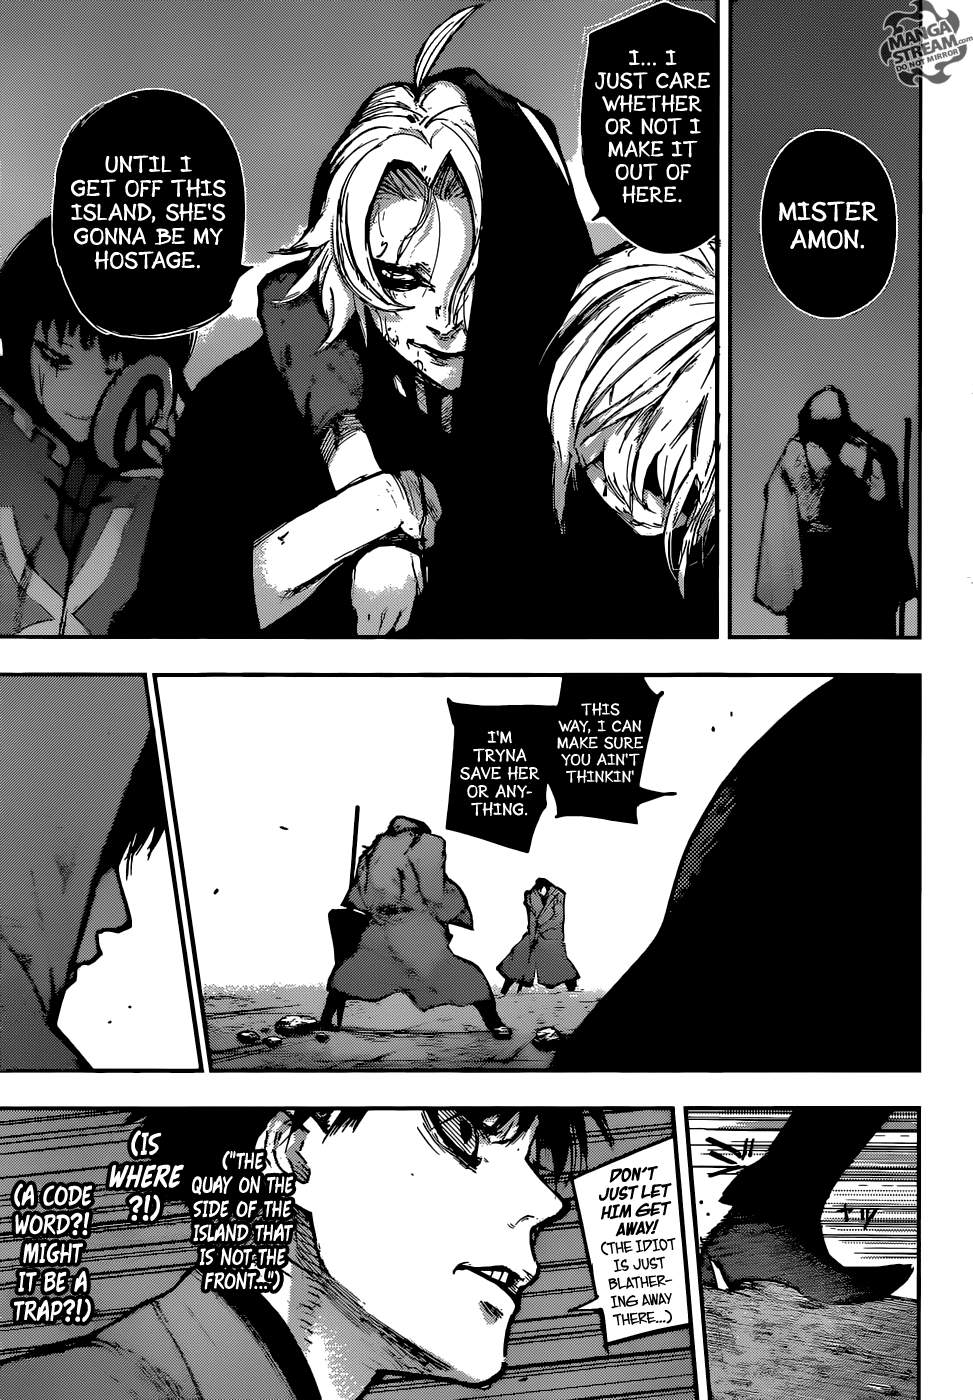 MANGA
STREAM.com
DO NOT MIRROR
MISTER
AMON.
I... I
JUST CARE
WHETHER
OR NOT I
MAKE IT
OUT OF
HERE.
UNTIL I
GET OFF THIS
ISLAND, SHE'S
GONNA BE MY
HOSTAGE.
THIS
WAY, I CAN
MAKE SURE
YOU AIN'T
THINKIN'
I'M
TRYNA
SAVE HER
OR ANY-
THING.
DON'T
JUST LET
HIM GET
AWAY!
(THE IDIOT
IS JUST
BLATHER-
ING AWAY
THERE...)
("THE
QUAY ON THE
SIDE OF THE
ISLAND THAT
IS NOT THE
FRONT...")
(IS
WHERE
?!)
(A CODE
WORD?!
MIGHT
IT BE A
TRAP?!)